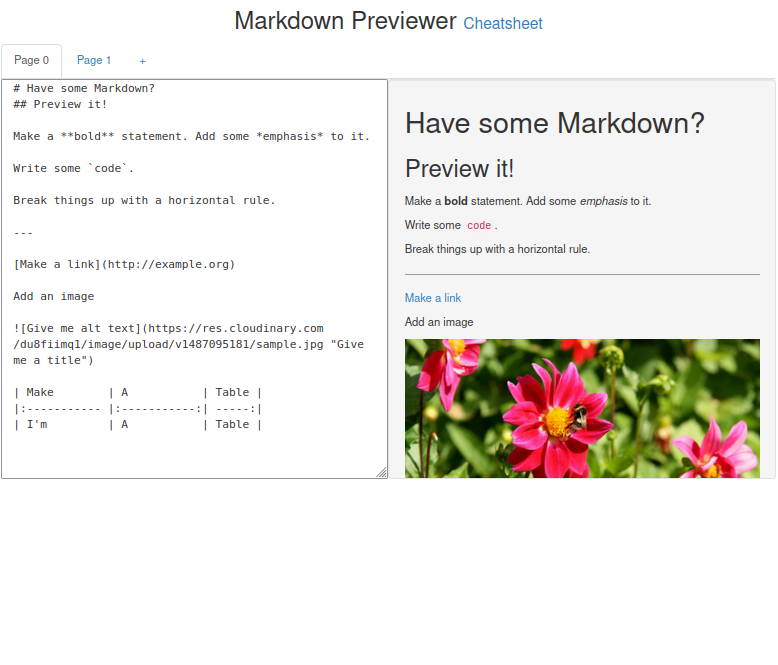 Markdown Previewer Cheatsheet
Page 0 Page 1 +
# Have some Markdown?
## Preview it!
Make a **bold** statement. Add some *emphasis* to it.
Write some `code`.
Break things up with a horizontal rule.
---
[Make a link](http://example.org)
Add an image
![Give me alt text](https://res.cloudinary.com
/du8fiimq1/image/upload/v1487095181/sample.jpg "Give
me a title")
| Make        | A           | Table |
|:----------- |:-----------:| -----:|
| I'm         | A           | Table |
Have some Markdown?
Preview it!
Make a bold statement. Add some emphasis to it.
Write some code.
Break things up with a horizontal rule.
Make a link
Add an image